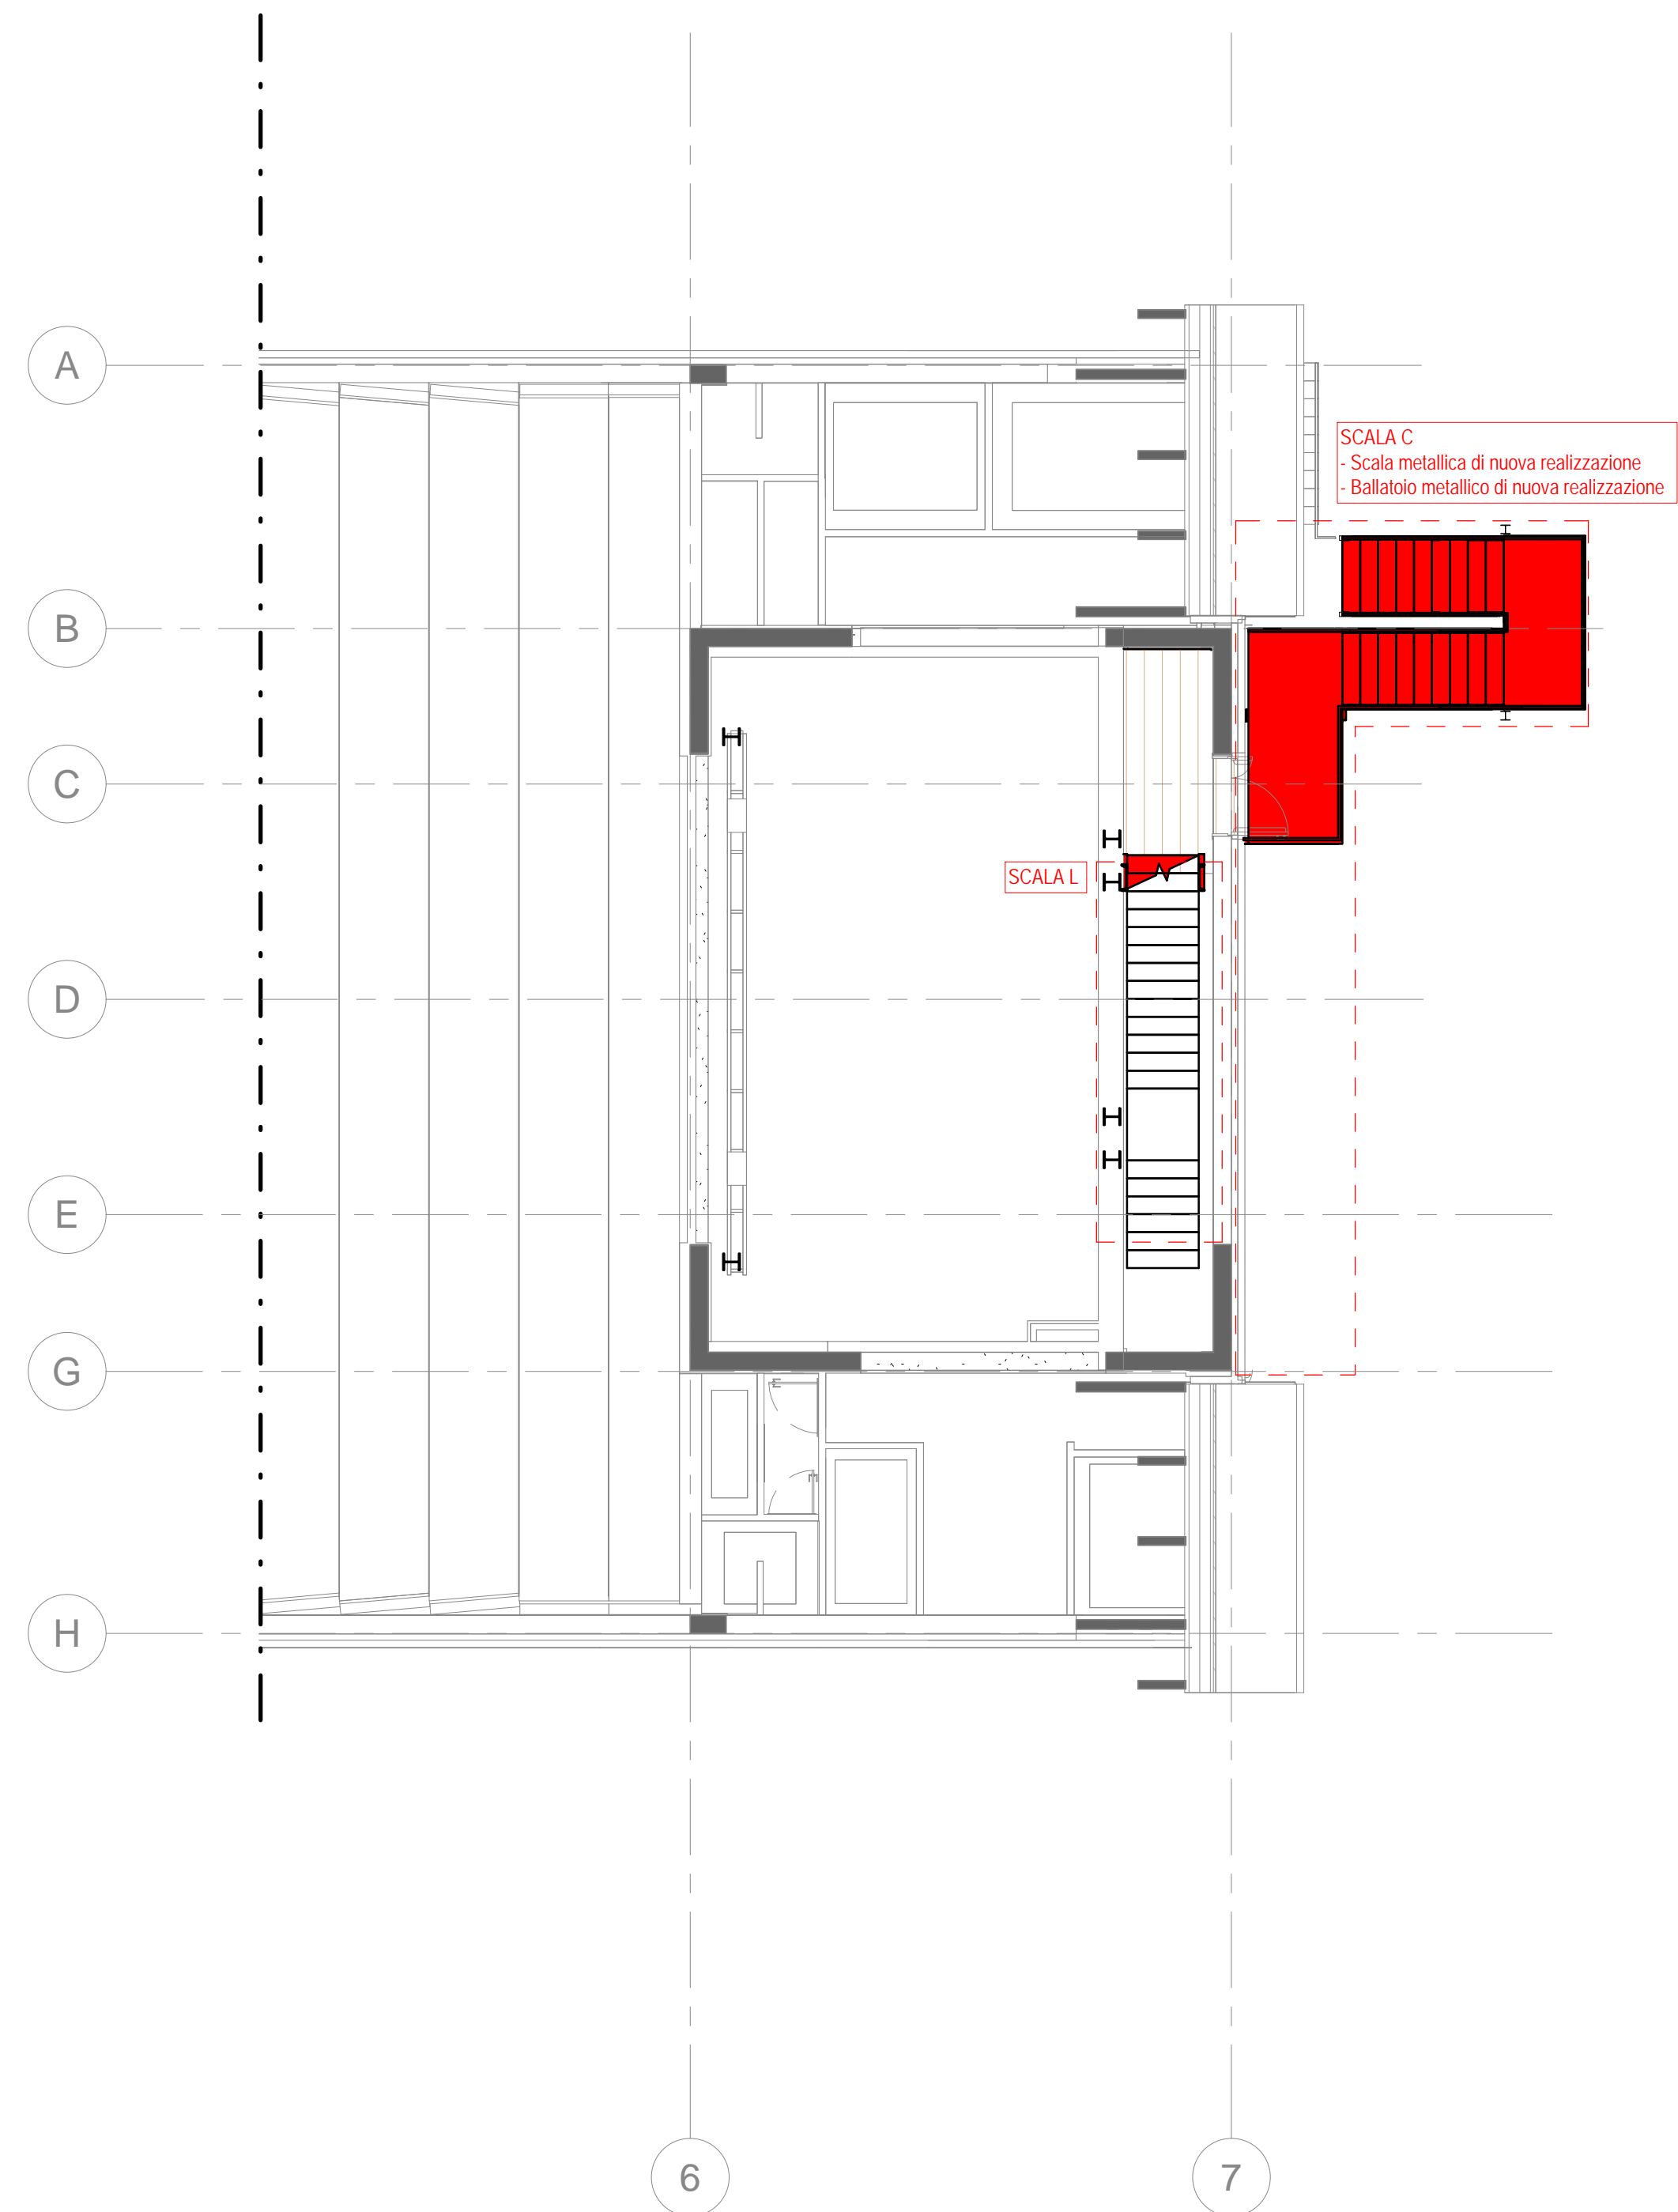 A
SCALA C
- Scala metallica di nuova realizzazione
- Ballatoio metallico di nuova realizzazione
B
C
SCALA L
D
E
G
H
6
7